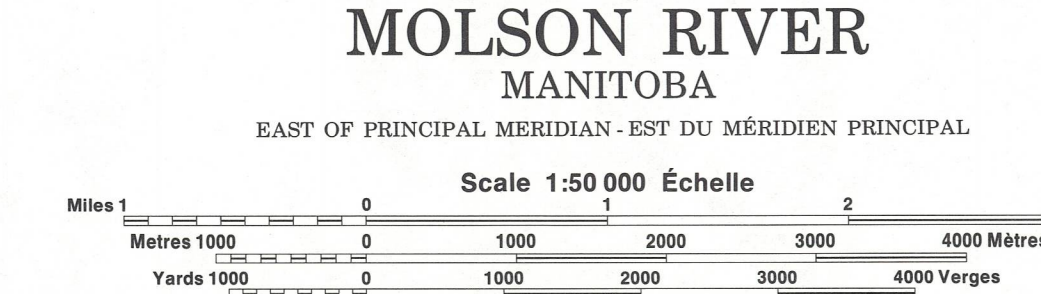 MOLSON RIVER
MANITOBA
EAST OF PRINCIPAL MERIDIAN - EST DU MÉRIDIEN PRINCIPAL
Scale 1:50 000 Échelle
Miles 1 0 1 2
Metres 1000 0 1000 2000 3000 4000 Mètres
Yards 1000 0 1000 2000 3000 4000 Verges